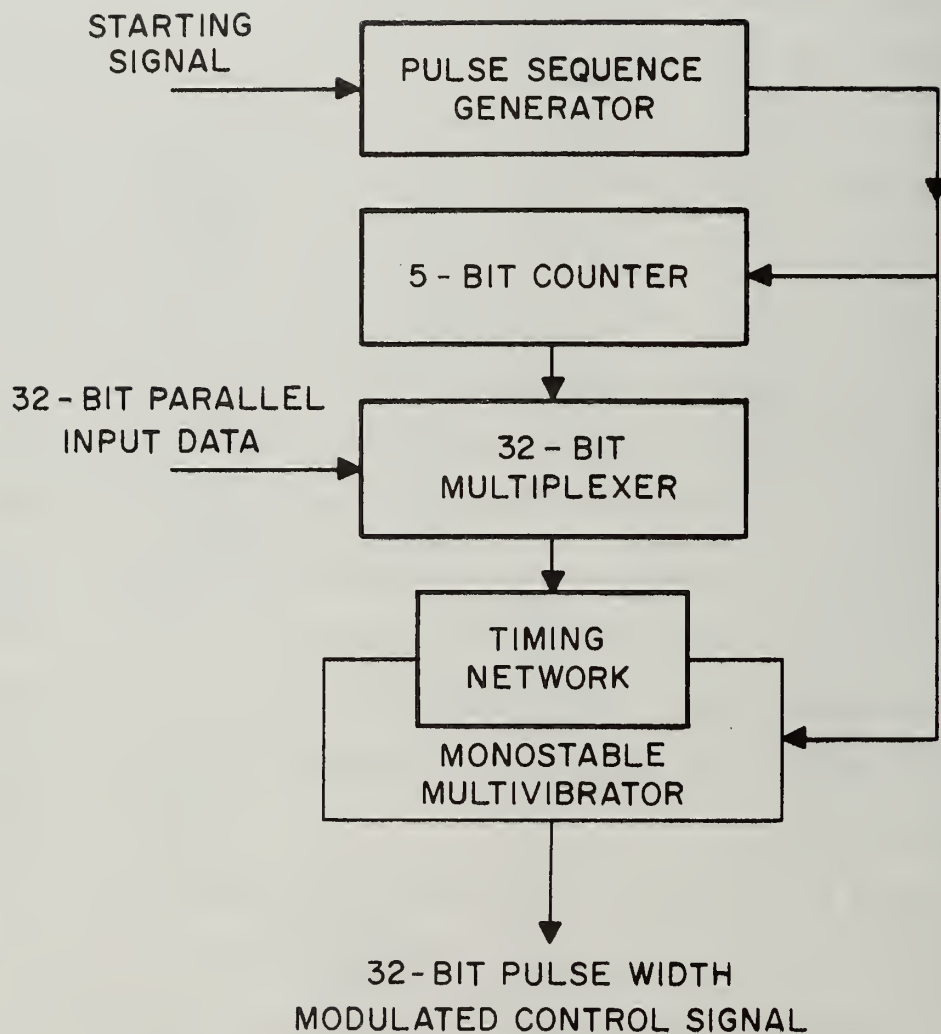 STARTING
SIGNAL
PULSE SEQUENCE
GENERATOR
5-BIT COUNTER
32-BIT PARALLEL
INPUT DATA
32-BIT
MULTIPLEXER
TIMING
NETWORK
MONOSTABLE
MULTIVIBRATOR
32-BIT PULSE WIDTH
MODULATED CONTROL SIGNAL